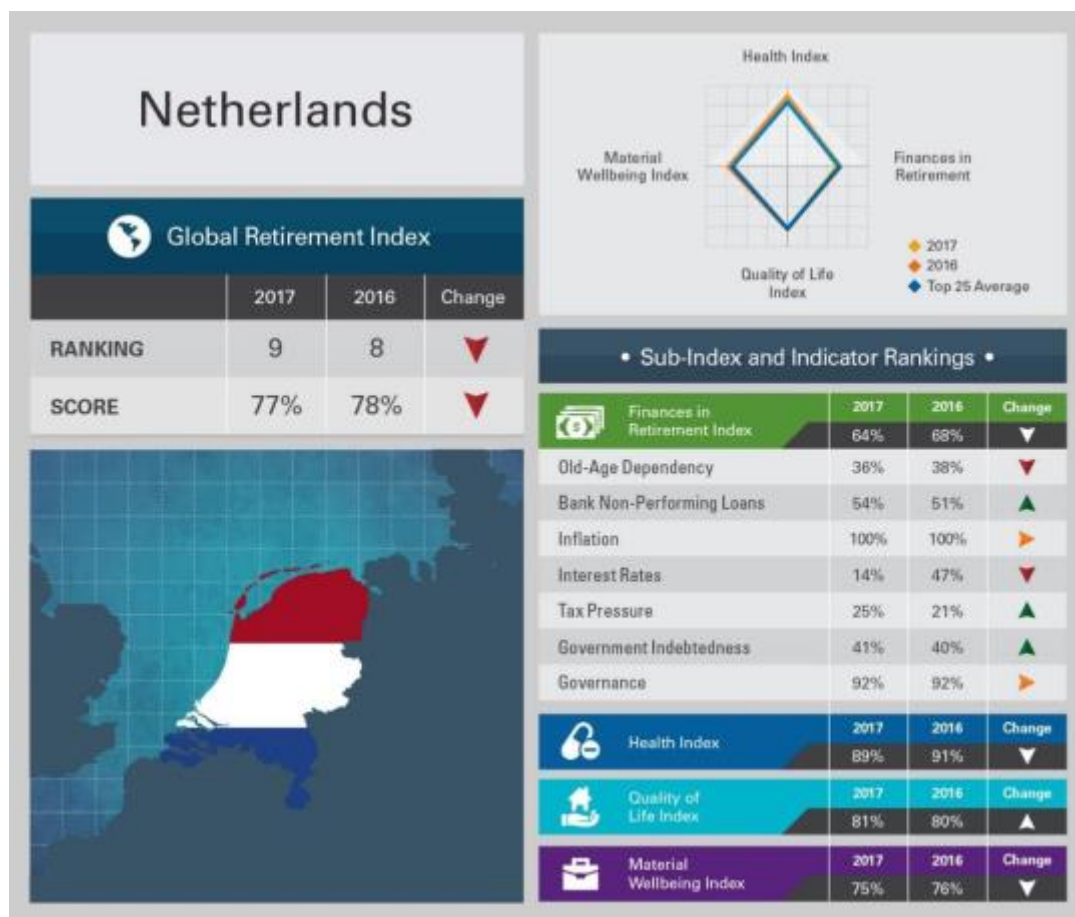 Netherlands
Global Retirement Index
2017 2016 Change
RANKING 9 8
SCORE 77% 78%
Health Index
Material
Wellbeing Index
Finances in
Retirement
Quality of Life
Index
2017
2016
Top 25 Average
• Sub-Index and Indicator Rankings •
Finances in
Retirement Index
2017 2016 Change
64% 68%
Old-Age Dependency 36% 38%
Bank Non-Performing Loans 54% 51%
Inflation 100% 100%
Interest Rates 14% 47%
Tax Pressure 25% 21%
Government Indebtedness 41% 40%
Governance 92% 92%
Health Index
2017 2016 Change
89% 91%
Quality of
Life Index
2017 2016 Change
81% 80%
Material
Wellbeing Index
2017 2016 Change
75% 76%